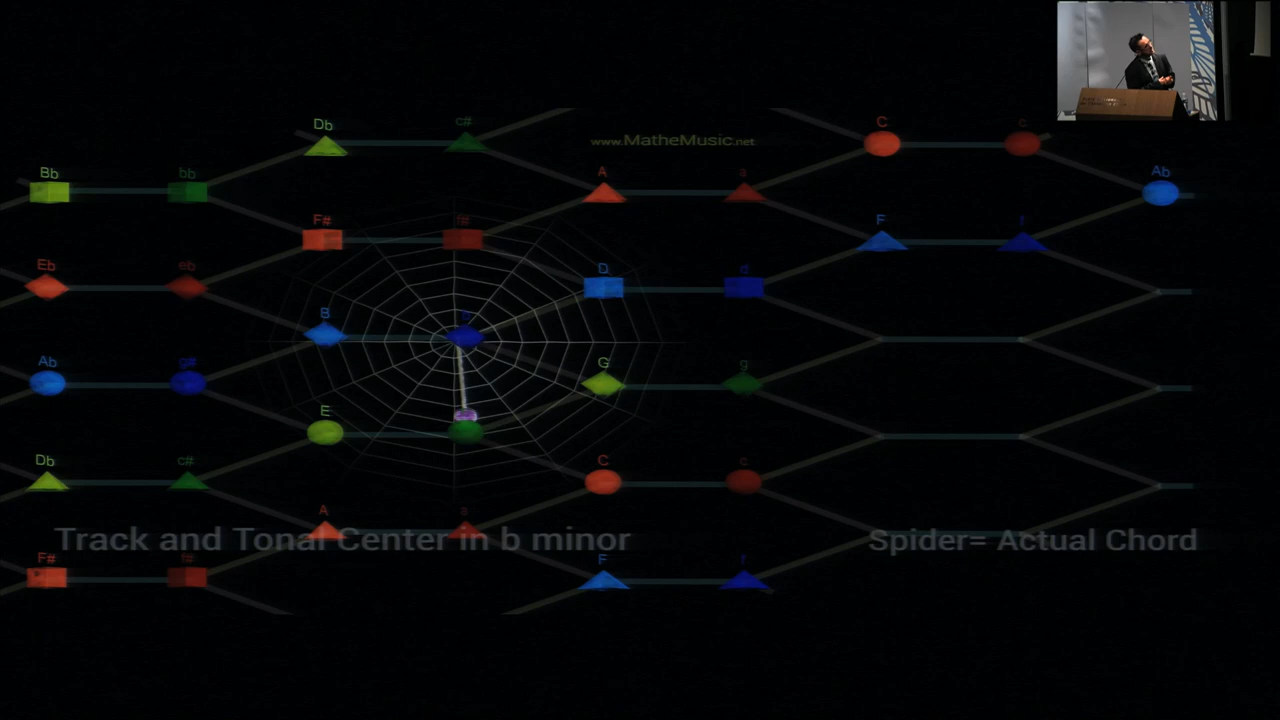 Db c# C c
www.MatheMusic.net
Bb bb A a Ab
F# f# F f
Eb eb D d
B b
Ab g# G g
E
Db c# C c
A a
Track and Tonal Center in b minor Spider= Actual Chord
F# f# F f